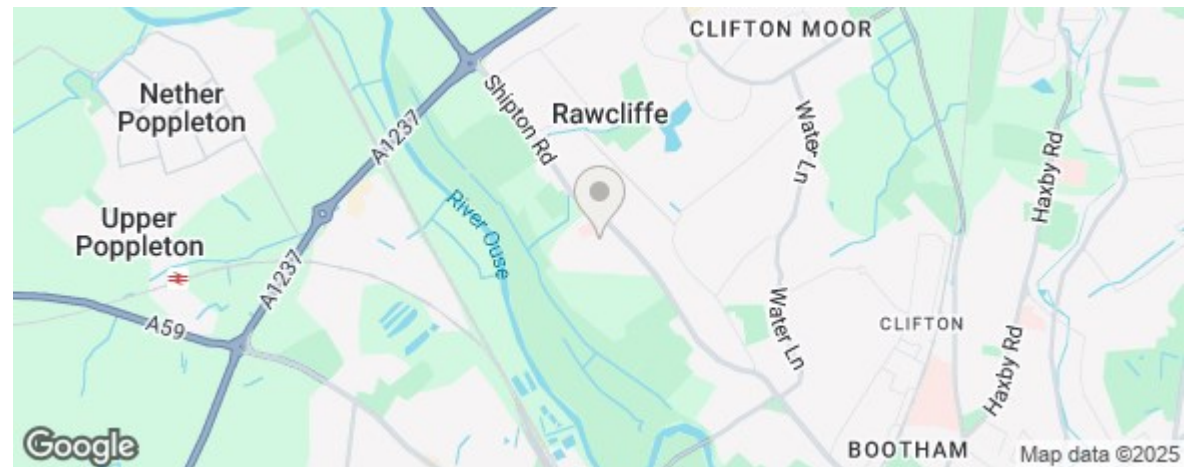 CLIFTON MOOR
Nether
Poppleton
Shipton Rd
Rawcliffe
Water Ln
A1237
Haxby Rd
Upper
Poppleton
River Ouse
A1237
A59
Water Ln
CLIFTON
Haxby Rd
BOOTHAM
Google
Map data ©2025